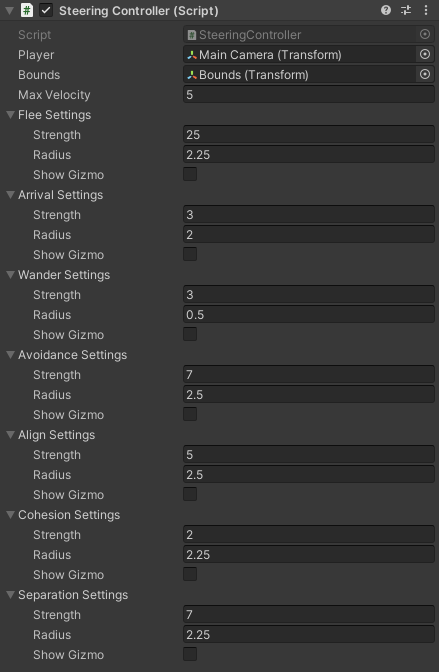 Steering Controller (Script)
Script SteeringController
Player Main Camera (Transform)
Bounds Bounds (Transform)
Max Velocity 5
Flee Settings
Strength 25
Radius 2.25
Show Gizmo
Arrival Settings
Strength 3
Radius 2
Show Gizmo
Wander Settings
Strength 3
Radius 0.5
Show Gizmo
Avoidance Settings
Strength 7
Radius 2.5
Show Gizmo
Align Settings
Strength 5
Radius 2.5
Show Gizmo
Cohesion Settings
Strength 2
Radius 2.25
Show Gizmo
Separation Settings
Strength 7
Radius 2.25
Show Gizmo